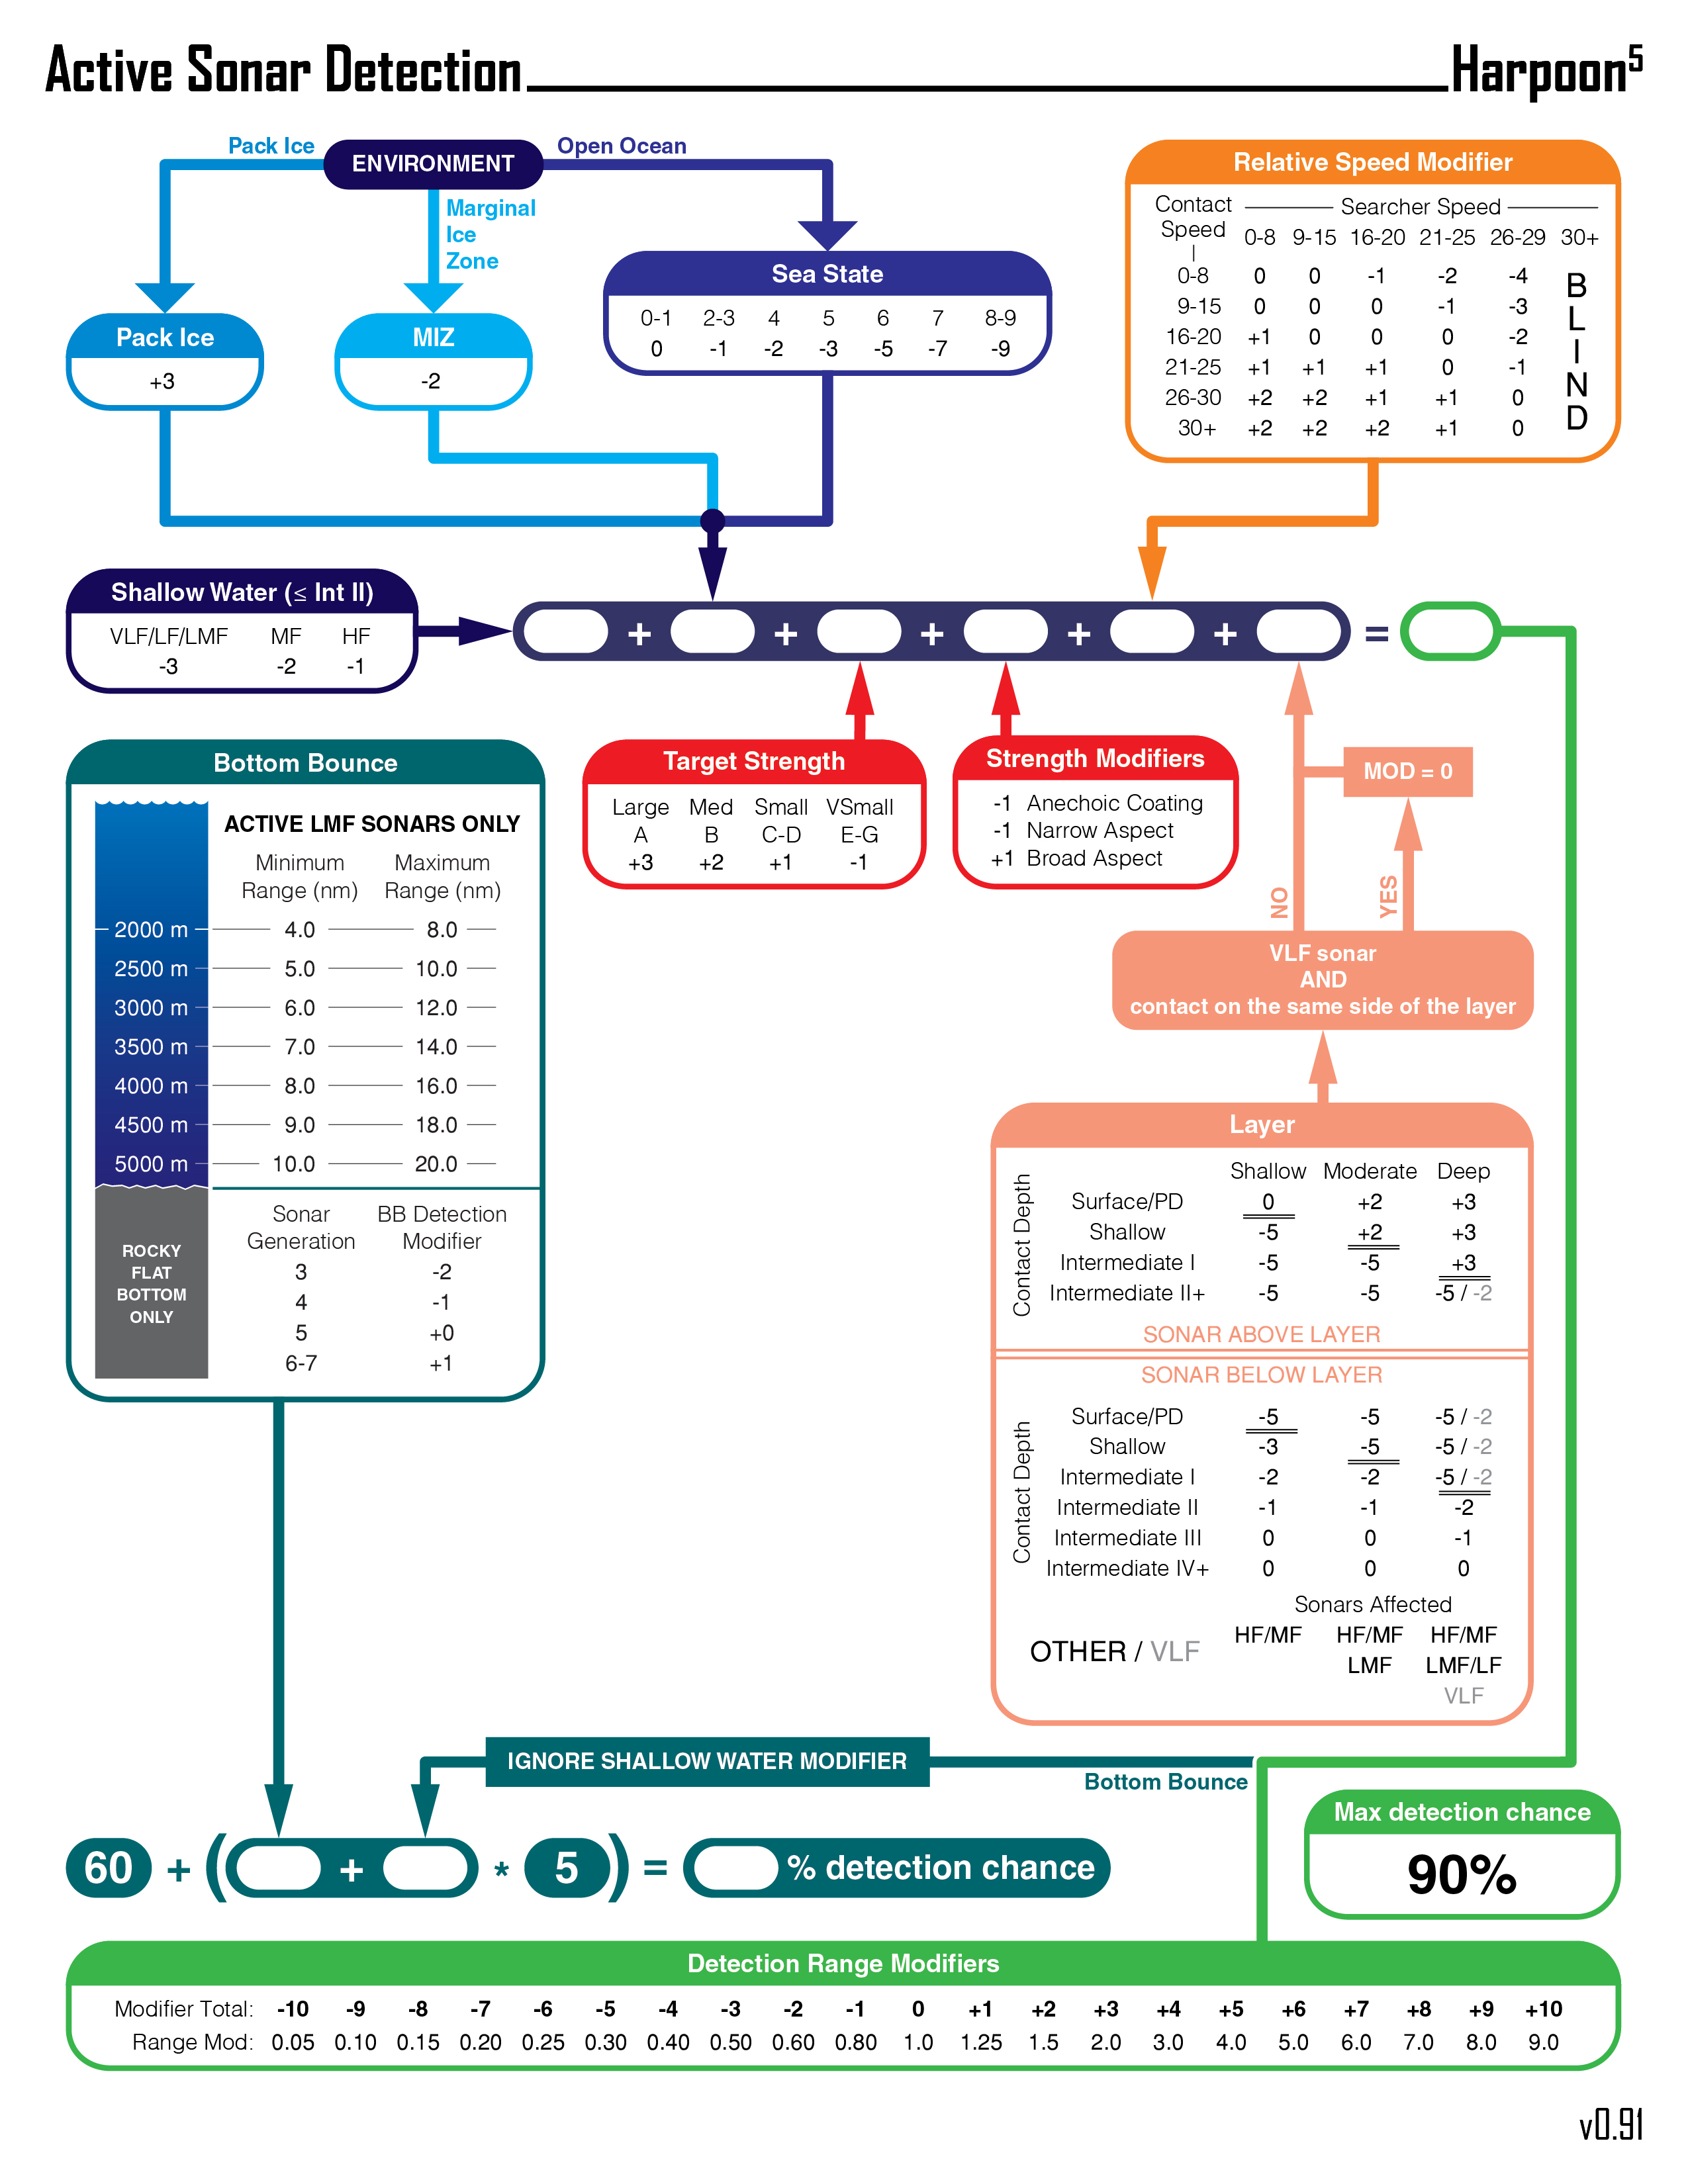 Active Sonar Detection
Harpoon5
Pack Ice
ENVIRONMENT
Open Ocean
Marginal
Ice
Zone
Pack Ice
+3
MIZ
-2
Sea State
0-1 2-3 4 5 6 7 8-9
0 -1 -2 -3 -5 -7 -9
Relative Speed Modifier
Contact Searcher Speed
Speed 0-8 9-15 16-20 21-25 26-29 30+
0-8 0 0 -1 -2 -4
9-15 0 0 0 -1 -3
16-20 +1 0 0 0 -2
21-25 +1 +1 +1 0 -1
26-30 +2 +2 +1 +1 0
30+ +2 +2 +2 +1 0
BLIND
Shallow Water (≤ Int II)
VLF/LF/LMF MF HF
-3 -2 -1
+ + + + + =
Bottom Bounce
ACTIVE LMF SONARS ONLY
Minimum Maximum
Range (nm) Range (nm)
2000 m 4.0 8.0
2500 m 5.0 10.0
3000 m 6.0 12.0
3500 m 7.0 14.0
4000 m 8.0 16.0
4500 m 9.0 18.0
5000 m 10.0 20.0
ROCKY
FLAT
BOTTOM
ONLY
Sonar BB Detection
Generation Modifier
3 -2
4 -1
5 +0
6-7 +1
Target Strength
Large Med Small VSmall
A B C-D E-G
+3 +2 +1 -1
Strength Modifiers
-1 Anechoic Coating
-1 Narrow Aspect
+1 Broad Aspect
MOD = 0
NO
YES
VLF sonar
AND
contact on the same side of the layer
Layer
Contact Depth
Shallow Moderate Deep
Surface/PD 0 +2 +3
Shallow -5 +2 +3
Intermediate I -5 -5 +3
Intermediate II+ -5 -5 -5 / -2
SONAR ABOVE LAYER
SONAR BELOW LAYER
Contact Depth
Surface/PD -5 -5 -5 / -2
Shallow -3 -5 -5 / -2
Intermediate I -2 -2 -5 / -2
Intermediate II -1 -1 -2
Intermediate III 0 0 -1
Intermediate IV+ 0 0 0
Sonars Affected
OTHER / VLF
HF/MF HF/MF HF/MF
LMF LMF/LF
VLF
IGNORE SHALLOW WATER MODIFIER
Bottom Bounce
60 + ( + * 5 ) = % detection chance
Max detection chance
90%
Detection Range Modifiers
Modifier Total: -10 -9 -8 -7 -6 -5 -4 -3 -2 -1 0 +1 +2 +3 +4 +5 +6 +7 +8 +9 +10
Range Mod: 0.05 0.10 0.15 0.20 0.25 0.30 0.40 0.50 0.60 0.80 1.0 1.25 1.5 2.0 3.0 4.0 5.0 6.0 7.0 8.0 9.0
v0.91